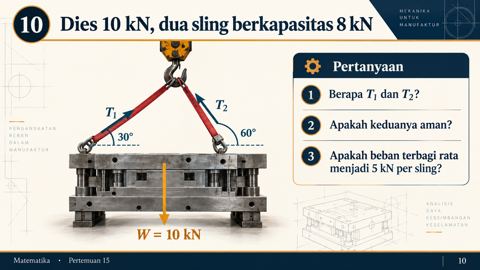 10
Dies 10 kN, dua sling berkapasitas 8 kN
MEKANIKA
UNTUK
MANUFAKTUR
PENGANGKATAN
BEBAN
DALAM
MANUFAKTUR
T1
30°
T2
60°
W = 10 kN
Pertanyaan
1 Berapa T1 dan T2?
2 Apakah keduanya aman?
3 Apakah beban terbagi rata
menjadi 5 kN per sling?
ANALISIS
GAYA
KESEIMBANGAN
KESELAMATAN
Matematika • Pertemuan 15
10